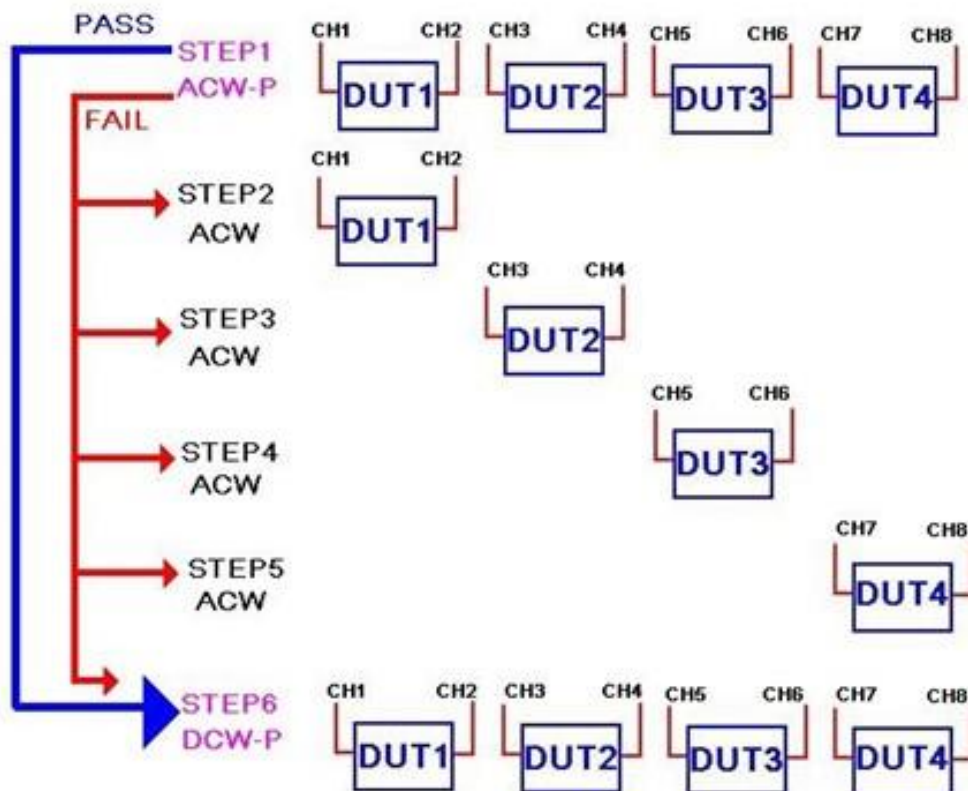 PASS
STEP1
ACW-P
FAIL
CH1 CH2 CH3 CH4 CH5 CH6 CH7 CH8
DUT1 DUT2 DUT3 DUT4
STEP2
ACW
CH1 CH2
DUT1
STEP3
ACW
CH3 CH4
DUT2
STEP4
ACW
CH5 CH6
DUT3
STEP5
ACW
CH7 CH8
DUT4
STEP6
DCW-P
CH1 CH2 CH3 CH4 CH5 CH6 CH7 CH8
DUT1 DUT2 DUT3 DUT4